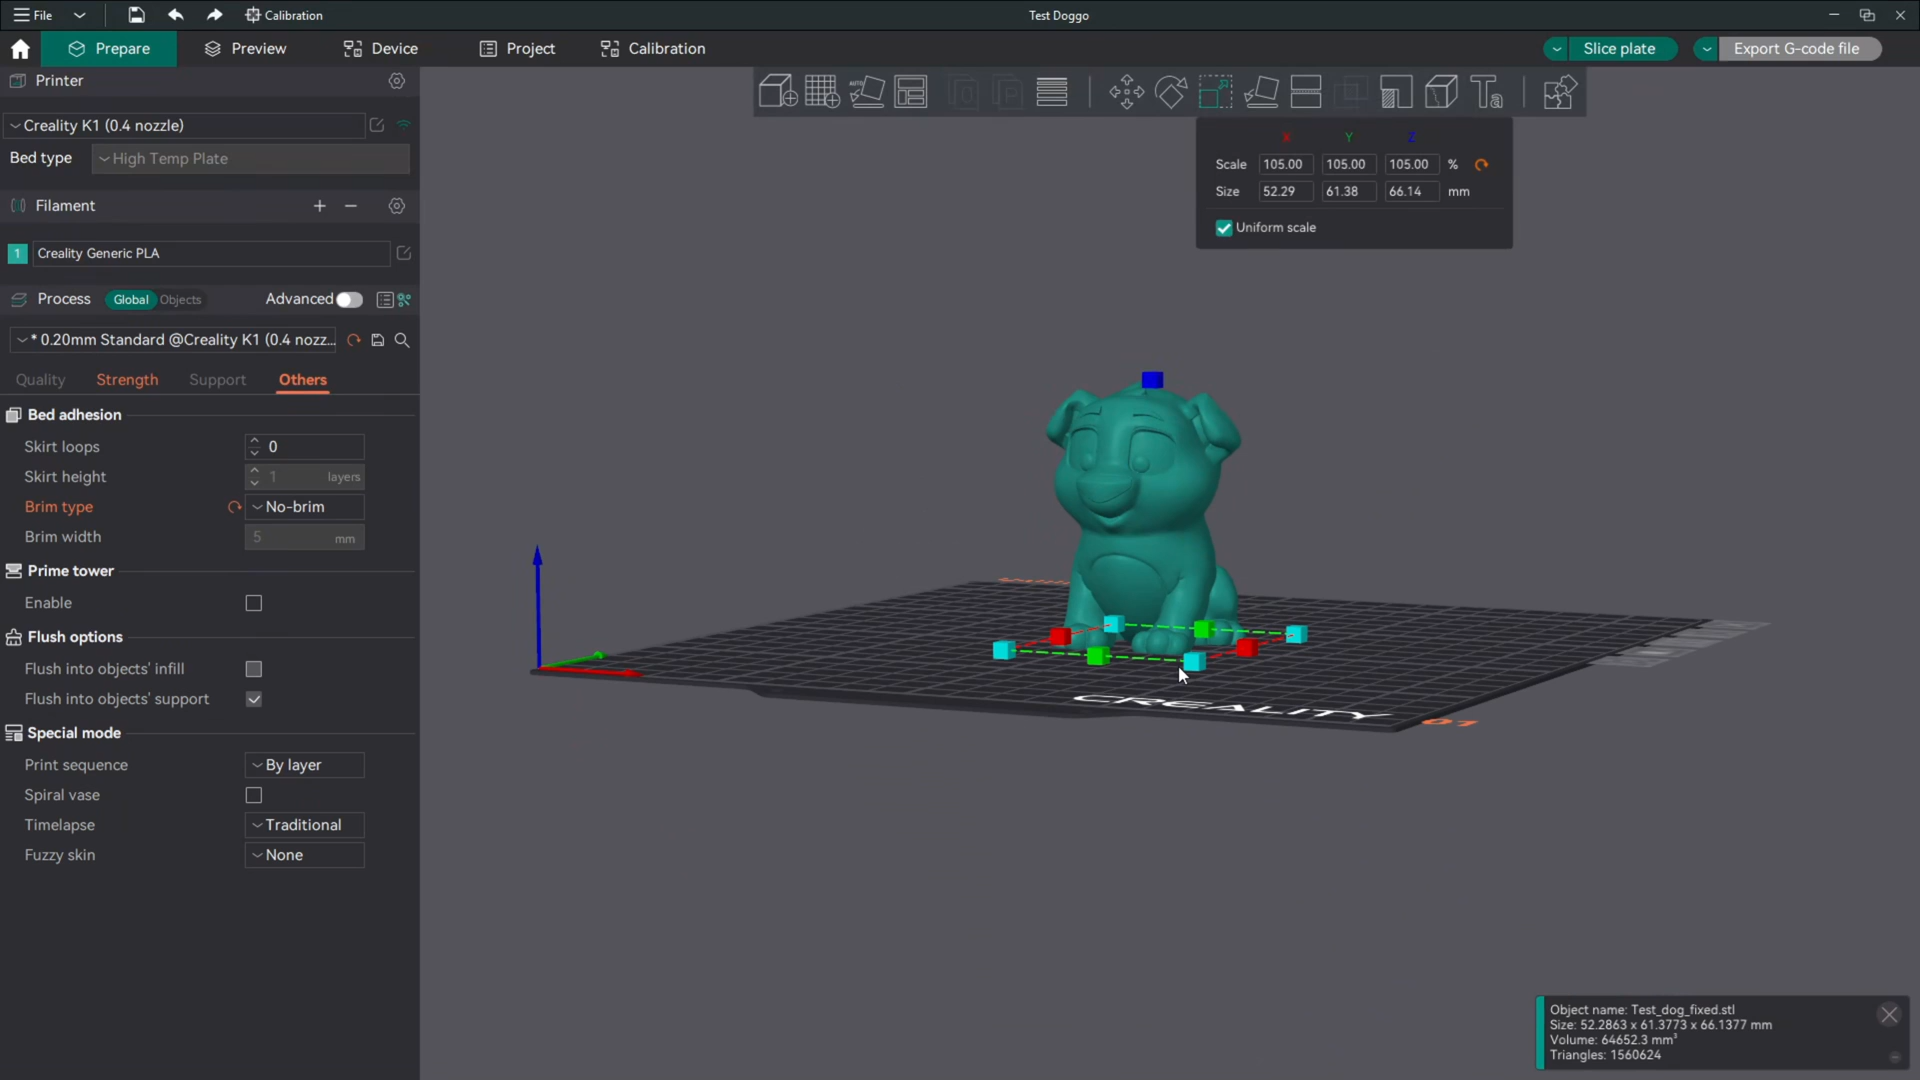 File
Calibration
Test Doggo
Prepare
Preview
Device
Project
Calibration
Slice plate
Export G-code file
Printer
Creality K1 (0.4 nozzle)
Bed type
High Temp Plate
Filament
1
Creality Generic PLA
Process
Global
Objects
Advanced
* 0.20mm Standard @Creality K1 (0.4 nozz...
Quality
Strength
Support
Others
Bed adhesion
Skirt loops
0
Skirt height
1
layers
Brim type
No-brim
Brim width
5
mm
Prime tower
Enable
Flush options
Flush into objects' infill
Flush into objects' support
Special mode
Print sequence
By layer
Spiral vase
Timelapse
Traditional
Fuzzy skin
None
X
Y
Z
Scale
105.00
105.00
105.00
%
Size
52.29
61.38
66.14
mm
Uniform scale
CREALITY
01
Object name: Test_dog_fixed.stl
Size: 52.2863 x 61.3773 x 66.1377 mm
Volume: 64652.3 mm³
Triangles: 1560624